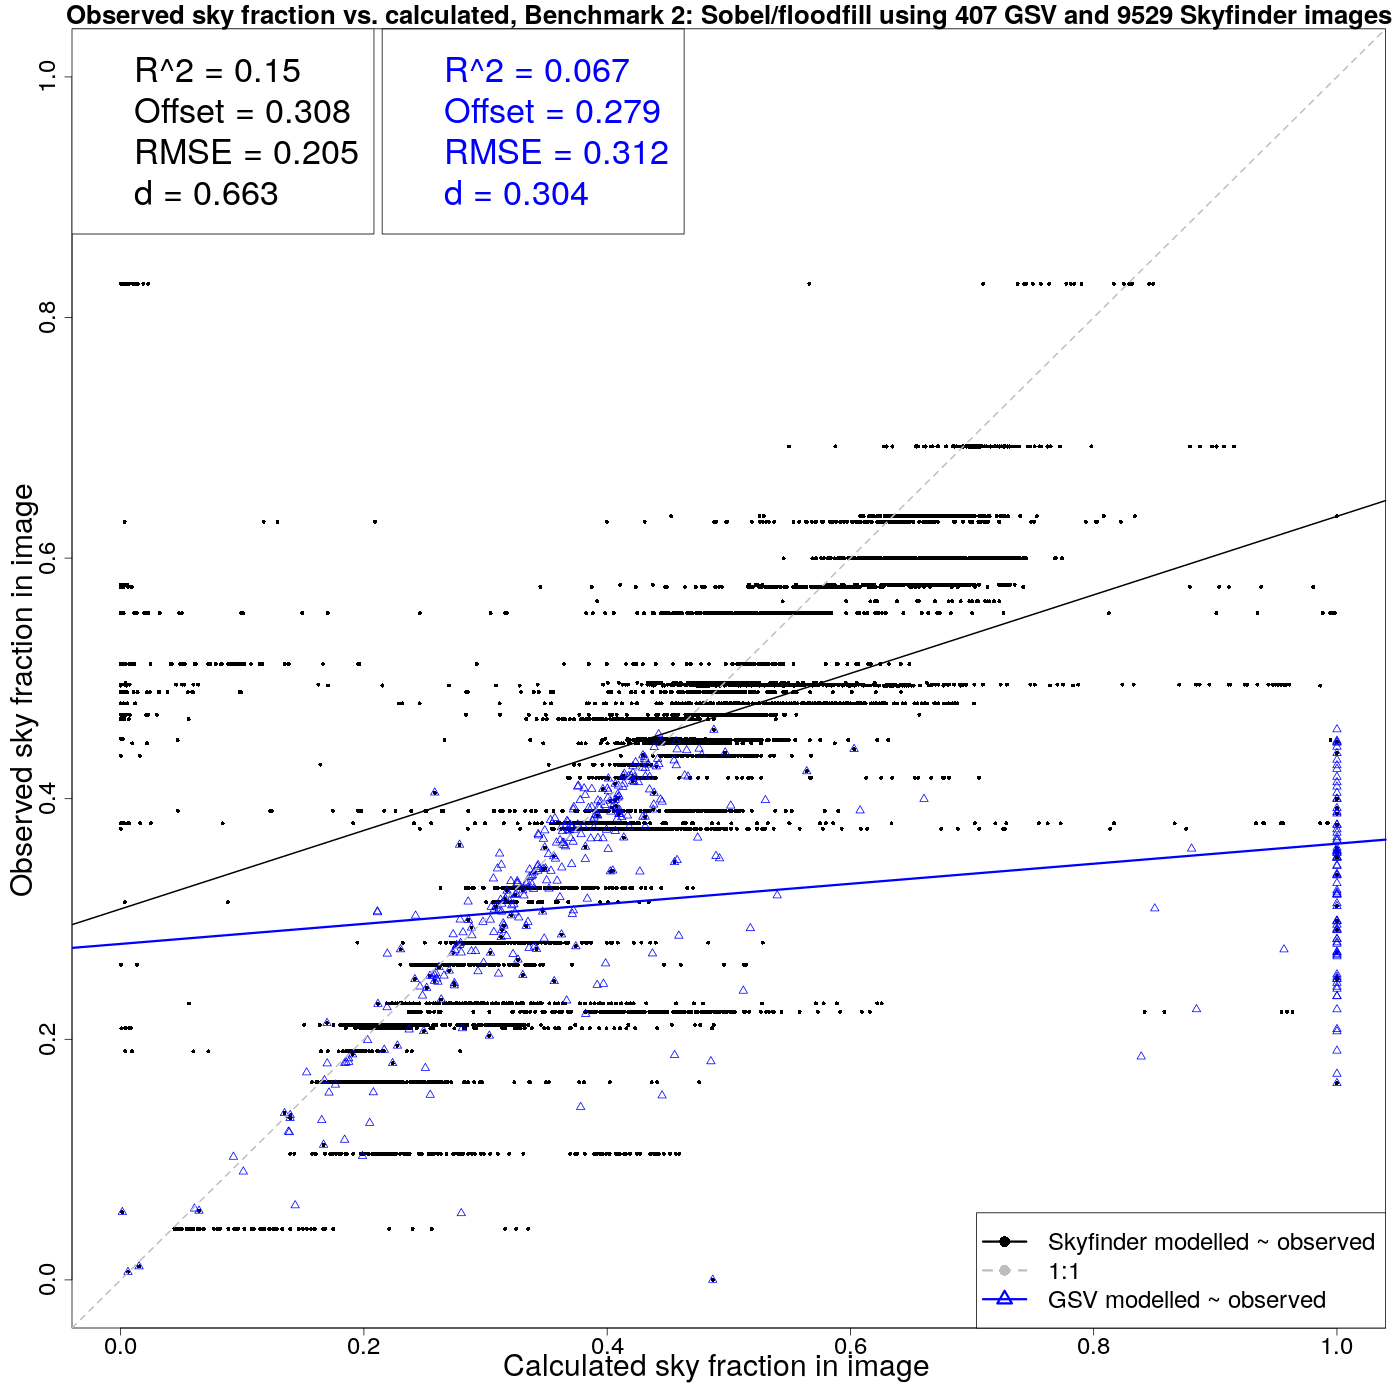 Observed sky fraction vs. calculated, Benchmark 2: Sobel/floodfill using 407 GSV and 9529 Skyfinder images
R^2 = 0.15
Offset = 0.308
RMSE = 0.205
d = 0.663
R^2 = 0.067
Offset = 0.279
RMSE = 0.312
d = 0.304
Observed sky fraction in image
1.0
0.8
0.6
0.4
0.2
0.0
Skyfinder modelled ~ observed
1:1
GSV modelled ~ observed
0.0 0.2 0.4 0.6 0.8 1.0
Calculated sky fraction in image